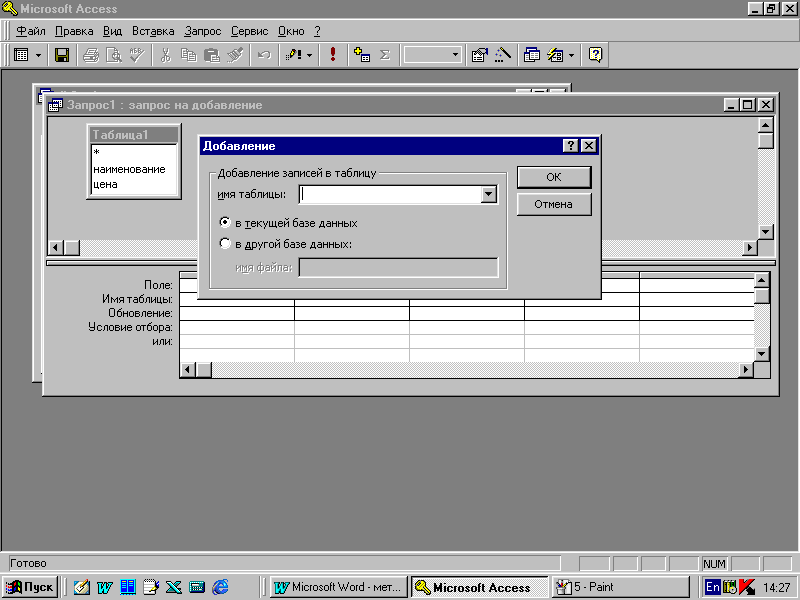 Microsoft Access
Файл Правка Вид Вставка Запрос Сервис Окно ?
Запрос1 : запрос на добавление
Таблица1
*
наименование
цена
Добавление
Добавление записей в таблицу
имя таблицы:
в текущей базе данных
в другой базе данных:
имя файла:
OK
Отмена
Поле:
Имя таблицы:
Обновление:
Условие отбора:
или:
Готово
NUM
Пуск
Microsoft Word - мет...
Microsoft Access
5 - Paint
En
14:27